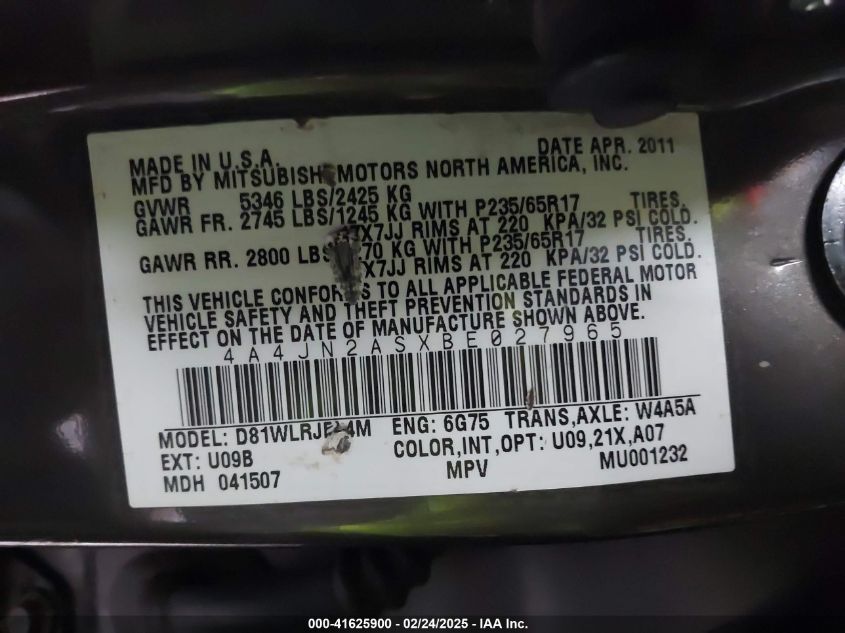 MADE IN U.S.A. DATE APR. 2011
MFD BY MITSUBISHI MOTORS NORTH AMERICA, INC.
GVWR 5346 LBS/2425 KG
GAWR FR. 2745 LBS/1245 KG WITH P235/65R17 TIRES.
X7JJ RIMS AT 220 KPA/32 PSI COLD.
GAWR RR. 2800 LBS 70 KG WITH P235/65R17 TIRES.
X7JJ RIMS AT 220 KPA/32 PSI COLD.
THIS VEHICLE CONFORMS TO ALL APPLICABLE FEDERAL MOTOR
VEHICLE SAFETY AND THEFT PREVENTION STANDARDS IN
EFFECT ON THE DATE OF MANUFACTURE SHOWN ABOVE.
4A4JN2ASXBE027965
MODEL: ENG: 6G75 TRANS,AXLE: W4A5A
EXT: U09B COLOR,INT,OPT: U09,21X,A07
MDH 041507 MPV MU001232
000-41625900 - 02/24/2025 - IAA Inc.